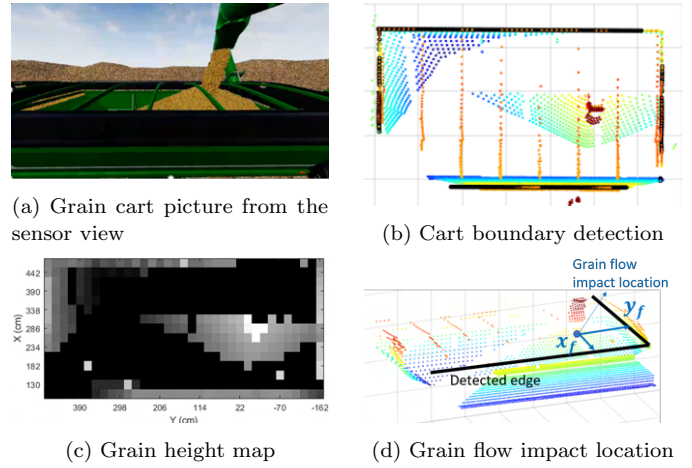 (a) Grain cart picture from the
sensor view
(b) Cart boundary detection
442
390
338
286
234
182
130
X (cm)
390 298 206 114 22 -70 -162
Y (cm)
Grain flow
impact location
y_f
x_f
Detected edge
(c) Grain height map
(d) Grain flow impact location